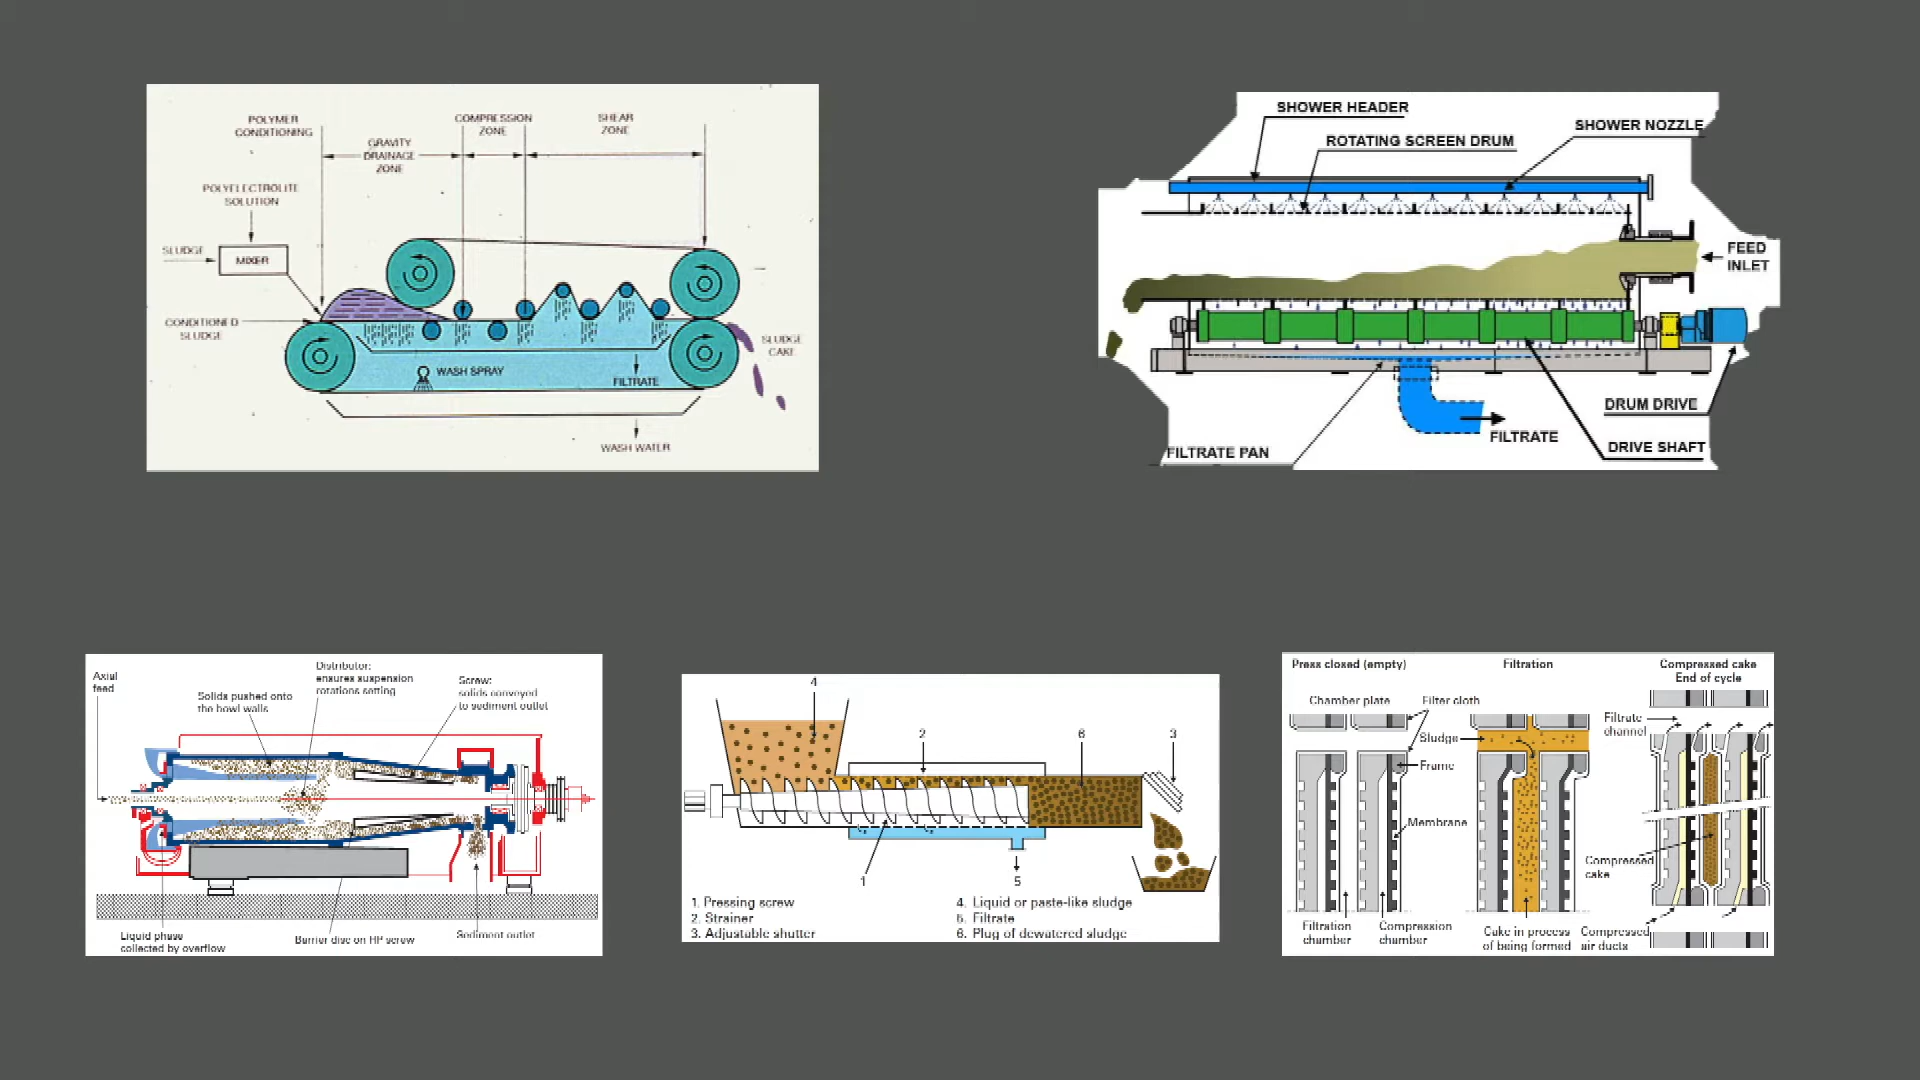 POLYMER
CONDITIONING
GRAVITY
DRAINAGE
ZONE
COMPRESSION
ZONE
SHEAR
ZONE
POLYELECTROLITE
SOLUTION
SLUDGE
MIXER
CONDITIONED
SLUDGE
WASH SPRAY
FILTRATE
SLUDGE
CAKE
WASH WATER
SHOWER HEADER
ROTATING SCREEN DRUM
SHOWER NOZZLE
FEED
INLET
DRUM DRIVE
FILTRATE
DRIVE SHAFT
FILTRATE PAN
Axial
feed
Solids pushed onto
the bowl walls
Distributor:
ensures suspension
rotations setting
Screw:
solids conveyed
to sediment outlet
Liquid phase
collected by overflow
Barrier disc on HP screw
Sediment outlet
4
2
6
3
1
5
1. Pressing screw
2. Strainer
3. Adjustable shutter
4. Liquid or paste-like sludge
5. Filtrate
6. Plug of dewatered sludge
Press closed (empty)
Filtration
Compressed cake
End of cycle
Chamber plate
Filter cloth
Filtrate
channel
Sludge
Frame
Membrane
Compressed
cake
Filtration
chamber
Compression
chamber
Cake in process
of being formed
Compressed
air ducts